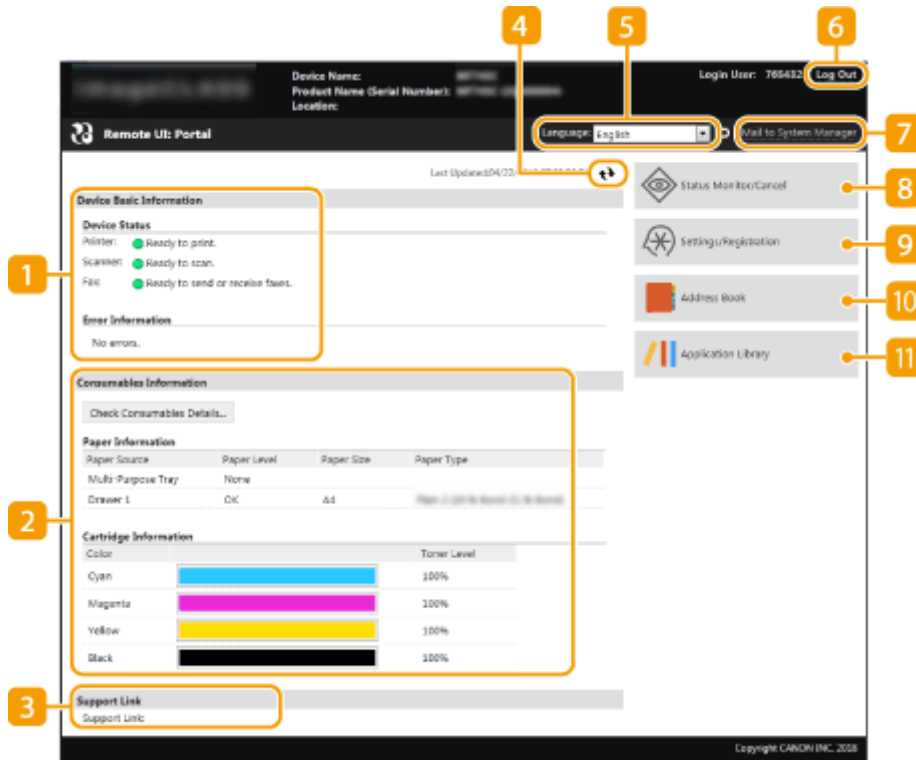 4
5
6
Device Name:
Product Name (Serial Number):
Location:
Login User: 765432
Log Out
Remote UI: Portal
Language: English
Mail to System Manager
7
Last Updated:04/22/
Device Basic Information
Device Status
Printer: Ready to print.
Scanner: Ready to scan.
Fax: Ready to send or receive faxes.
1
Error Information
No errors.
Status Monitor/Cancel
8
Settings/Registration
9
Address Book
10
Application Library
11
Consumables Information
Check Consumables Details...
Paper Information
Paper Source Paper Level Paper Size Paper Type
Multi-Purpose Tray None
Drawer 1 OK A4
2
Cartridge Information
Color Toner Level
Cyan 100%
Magenta 100%
Yellow 100%
Black 100%
3
Support Link
Support Link:
Copyright CANON INC. 2018